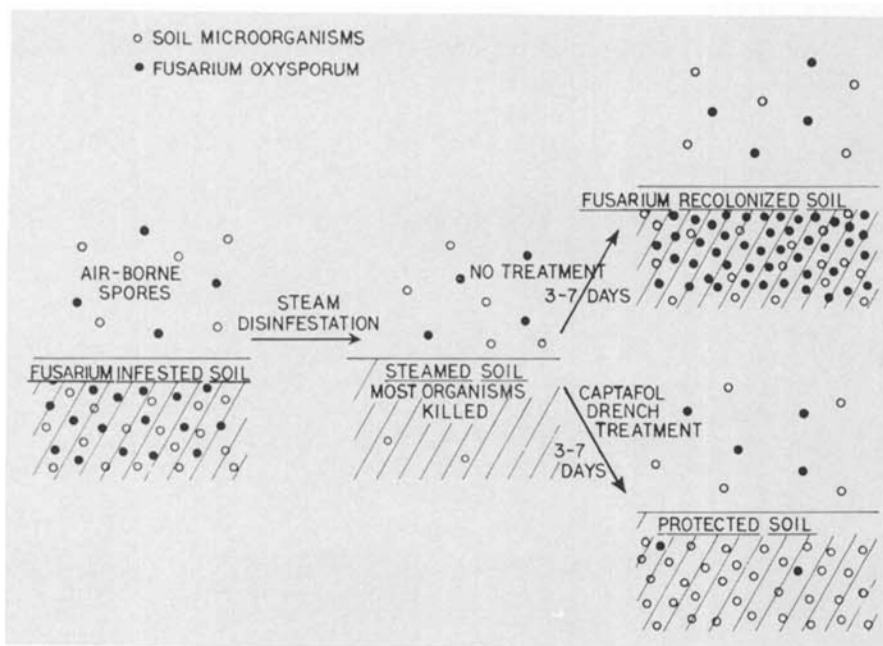 ○ SOIL MICROORGANISMS
● FUSARIUM OXYSPORUM
AIR-BORNE
SPORES
FUSARIUM INFESTED SOIL
STEAM
DISINFESTATION
STEAMED SOIL
MOST ORGANISMS
KILLED
NO TREATMENT
3-7 DAYS
FUSARIUM RECOLONIZED SOIL
CAPTAFOL
DRENCH
TREATMENT
3-7
DAYS
PROTECTED SOIL